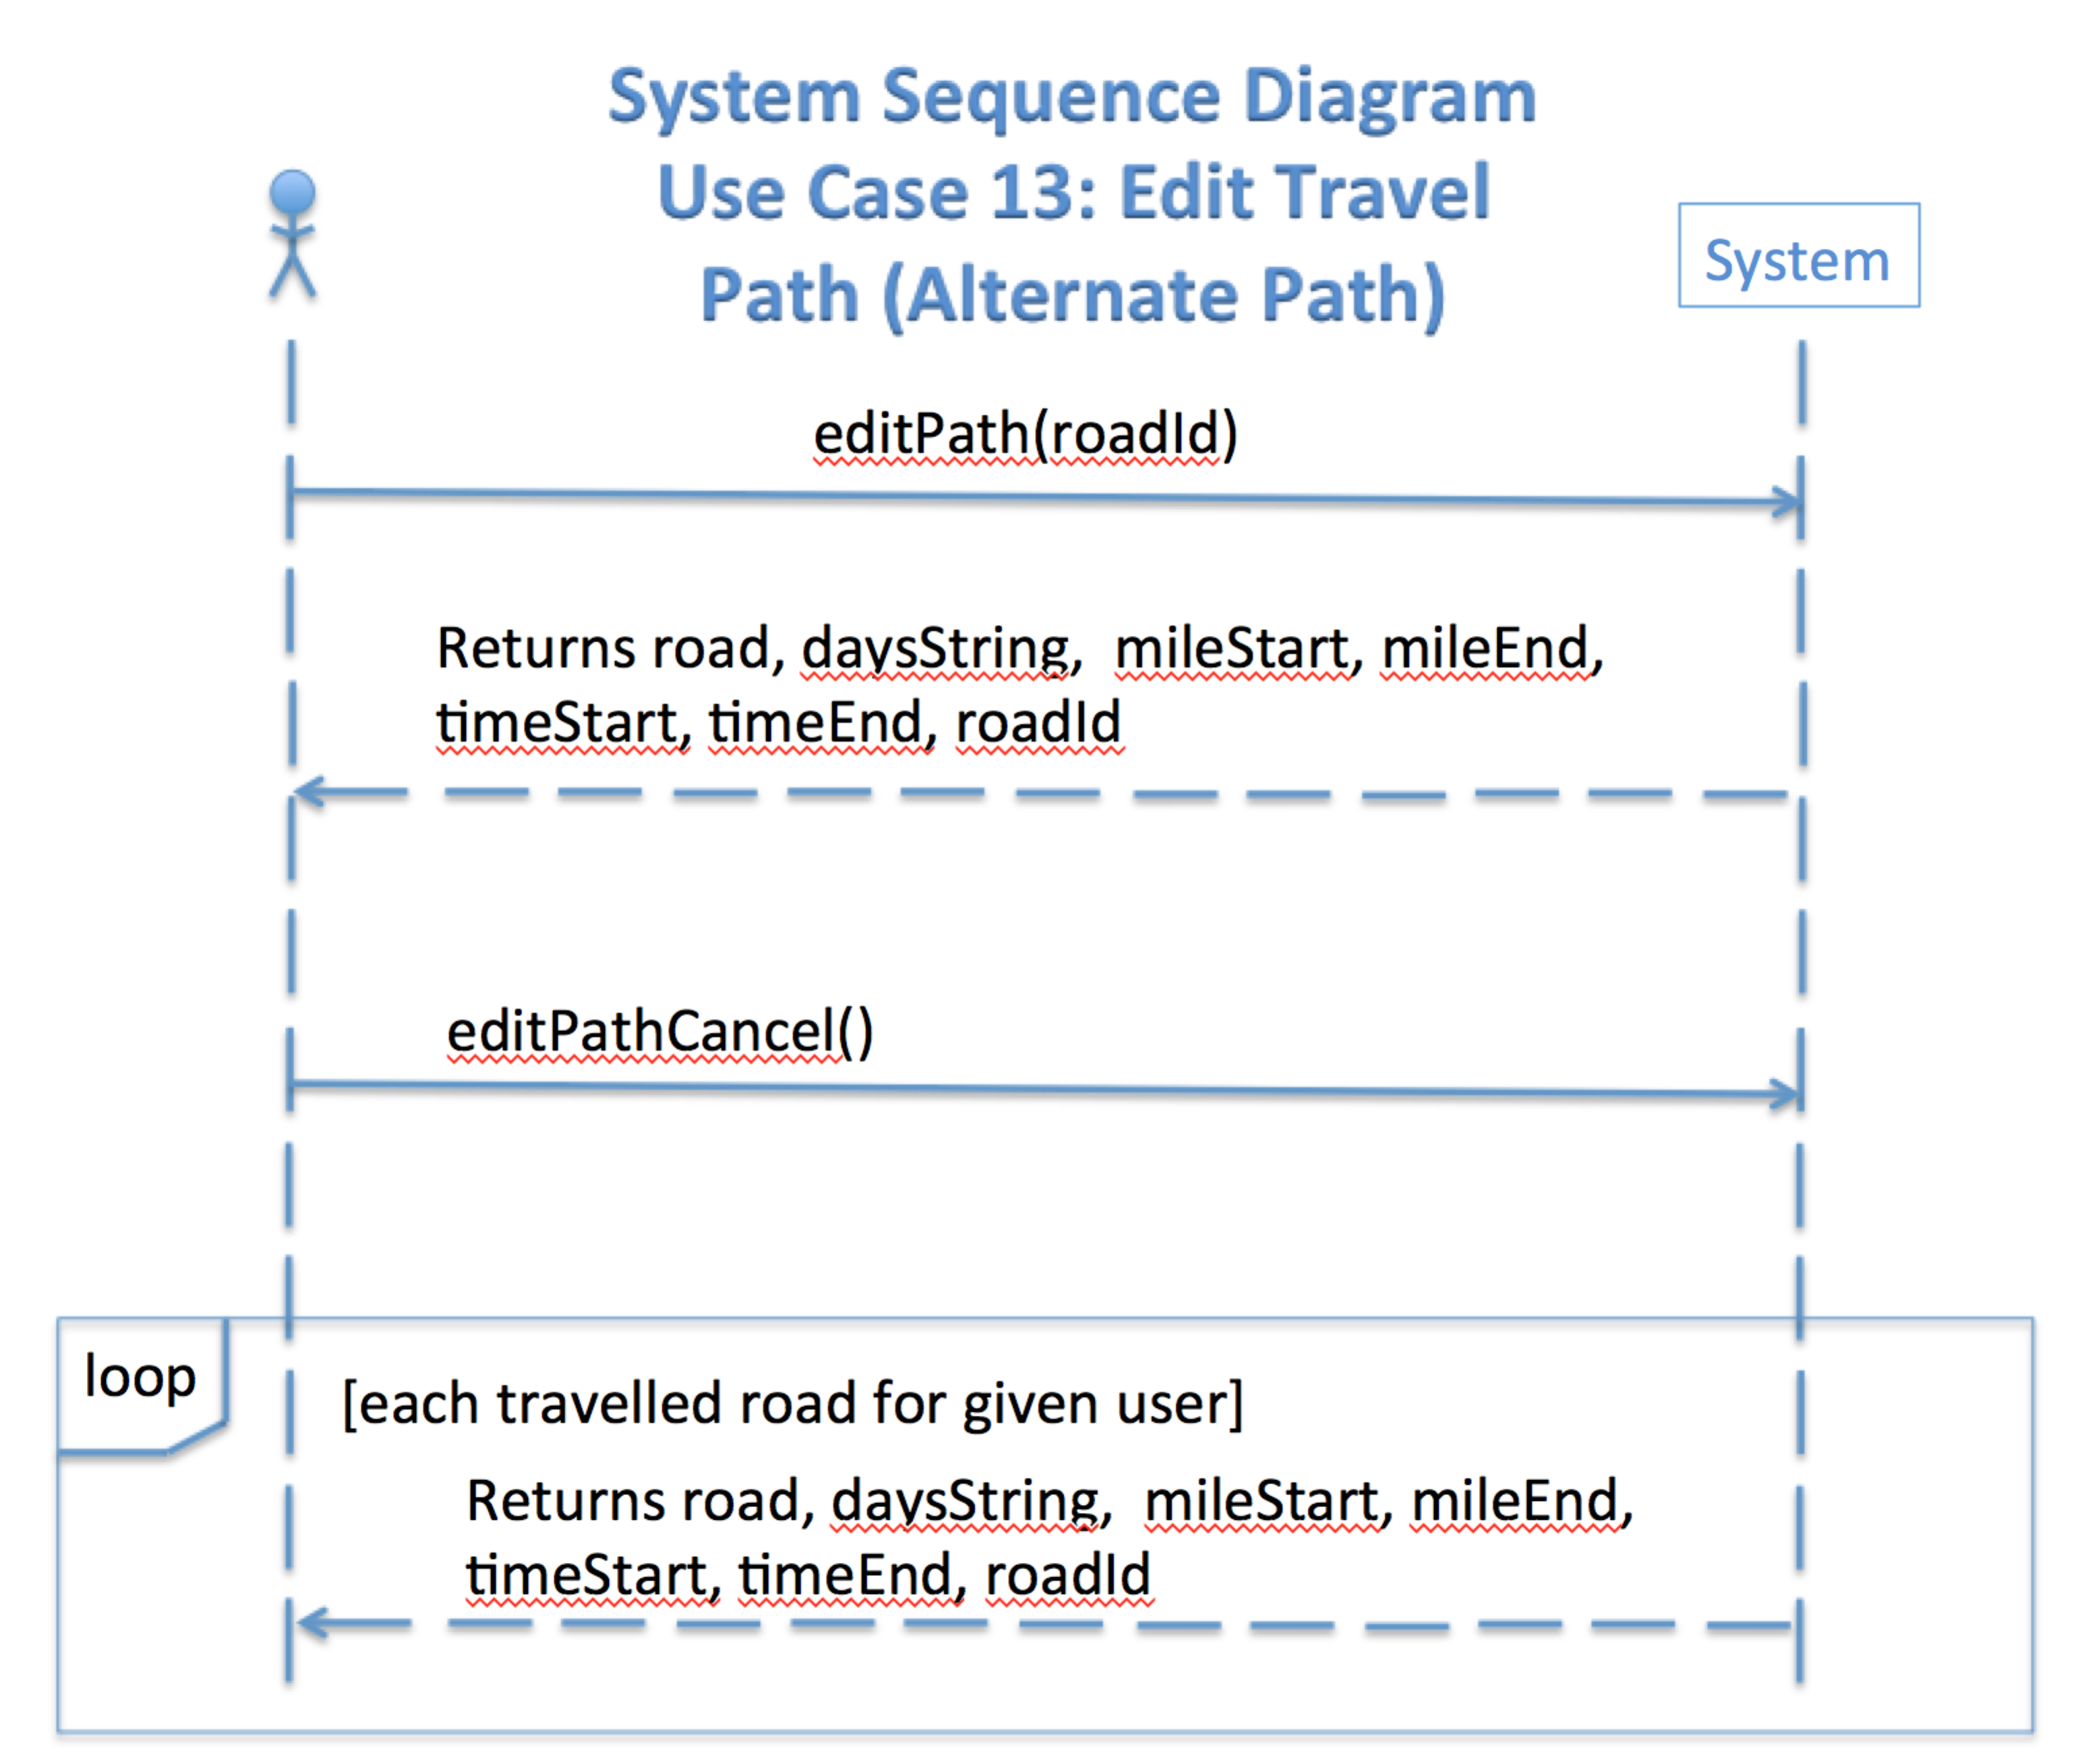 System Sequence Diagram
Use Case 13: Edit Travel
Path (Alternate Path)
System
editPath(roadId)
Returns road, daysString,  mileStart, mileEnd,
timeStart, timeEnd, roadId
editPathCancel()
loop
[each travelled road for given user]
Returns road, daysString,  mileStart, mileEnd,
timeStart, timeEnd, roadId